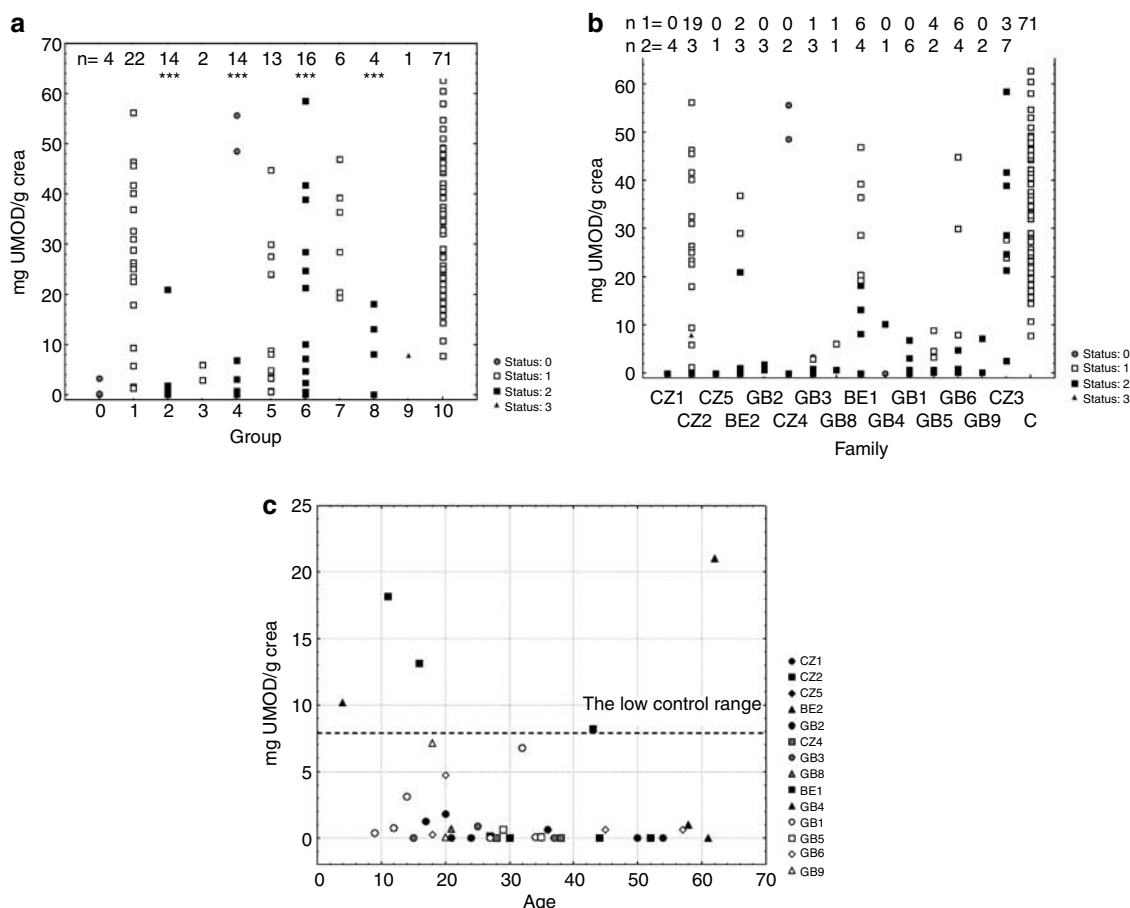 a
n= 4 22 14 2 14 13 16 6 4 1 71
*** *** *** ***
70
60
50
40
30
20
10
0
mg UMOD/g crea
0 1 2 3 4 5 6 7 8 9 10
Group
Status: 0
Status: 1
Status: 2
Status: 3
b
n 1= 0 19 0 2 0 0 1 1 6 0 0 4 6 0 3 71
n 2= 4 3 1 3 3 2 3 1 4 1 6 2 4 2 7
60
50
40
30
20
10
0
mg UMOD/g crea
CZ1 CZ5 GB2 GB3 BE1 GB1 GB6 CZ3
CZ2 BE2 CZ4 GB8 GB4 GB5 GB9 C
Family
Status: 0
Status: 1
Status: 2
Status: 3
c
25
20
15
10
5
0
mg UMOD/g crea
The low control range
0 10 20 30 40 50 60 70
Age
CZ1
CZ2
CZ5
BE2
GB2
CZ4
GB3
GB8
BE1
GB4
GB1
GB5
GB6
GB9